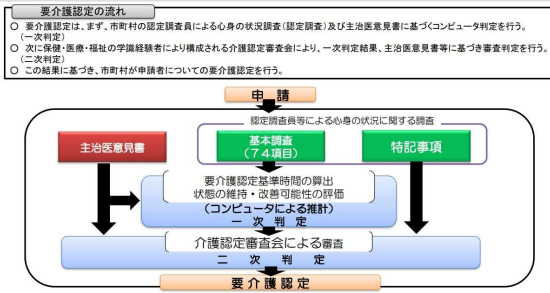 要介護認定の流れ
○ 要介護認定は、まず、市町村の認定調査員による心身の状況調査(認定調査)及び主治医意見書に基づくコンピュータ判定を行う。
(一次判定)
○ 次に保健・医療・福祉の学識経験者により構成される介護認定審査会により、一次判定結果、主治医意見書等に基づき審査判定を行う。
(二次判定)
○ この結果に基づき、市町村が申請者についての要介護認定を行う。
申 請
認定調査員等による心身の状況に関する調査
主治医意見書
基本調査
(74項目)
特記事項
要介護認定基準時間の算出
状態の維持・改善可能性の評価
(コンピュータによる推計)
一 次 判 定
介護認定審査会による審査
二 次 判 定
要 介 護 認 定